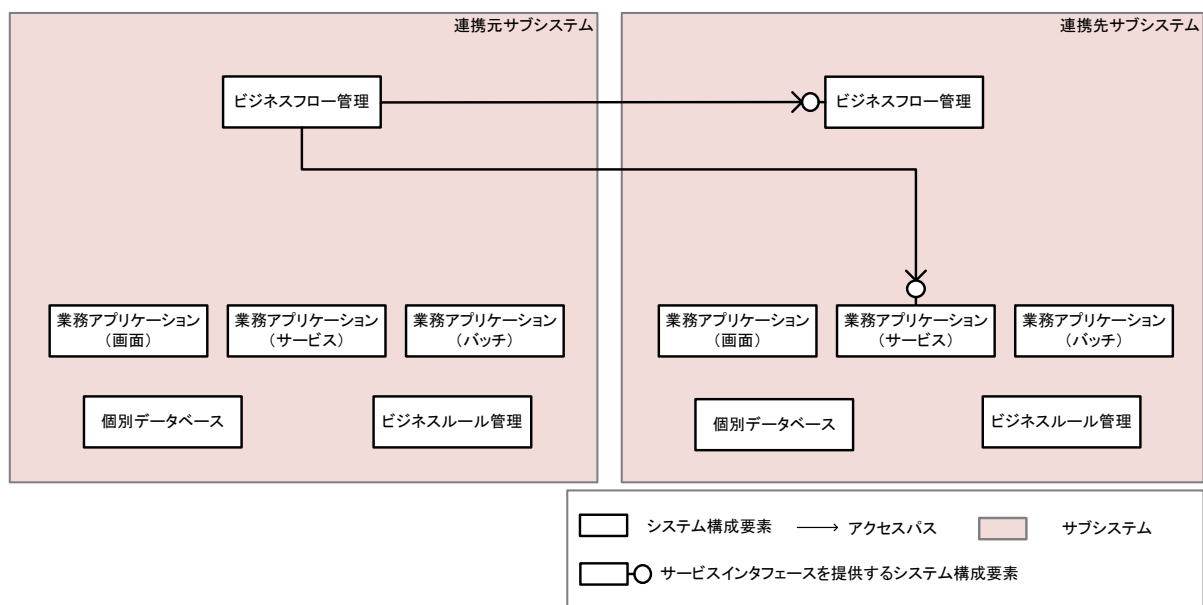 連携元サブシステム
連携先サブシステム
ビジネスフロー管理
ビジネスフロー管理
業務アプリケーション
（画面）
業務アプリケーション
（サービス）
業務アプリケーション
（バッチ）
業務アプリケーション
（画面）
業務アプリケーション
（サービス）
業務アプリケーション
（バッチ）
個別データベース
ビジネスルール管理
個別データベース
ビジネスルール管理
システム構成要素
アクセスパス
サブシステム
サービスインタフェースを提供するシステム構成要素